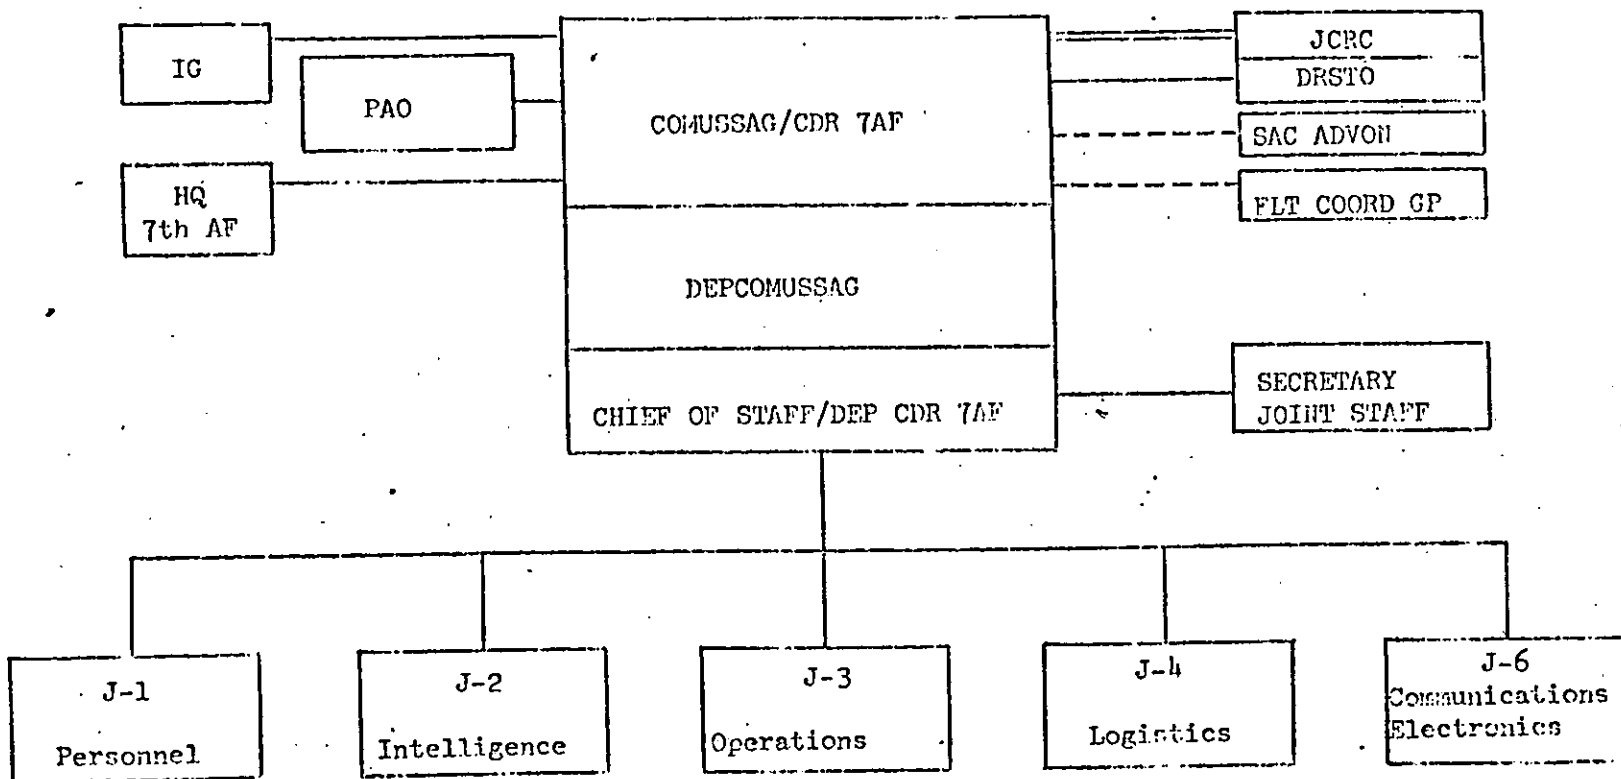 IG
PAO
HQ
7th AF
COMUSSAG/CDR 7AF
DEPCOMUSSAG
CHIEF OF STAFF/DEP CDR 7AF
JCRC
DRSTO
SAC ADVON
FLT COORD GP
SECRETARY
JOINT STAFF
J-1
Personnel
J-2
Intelligence
J-3
Operations
J-4
Logistics
J-6
Communications
Electronics